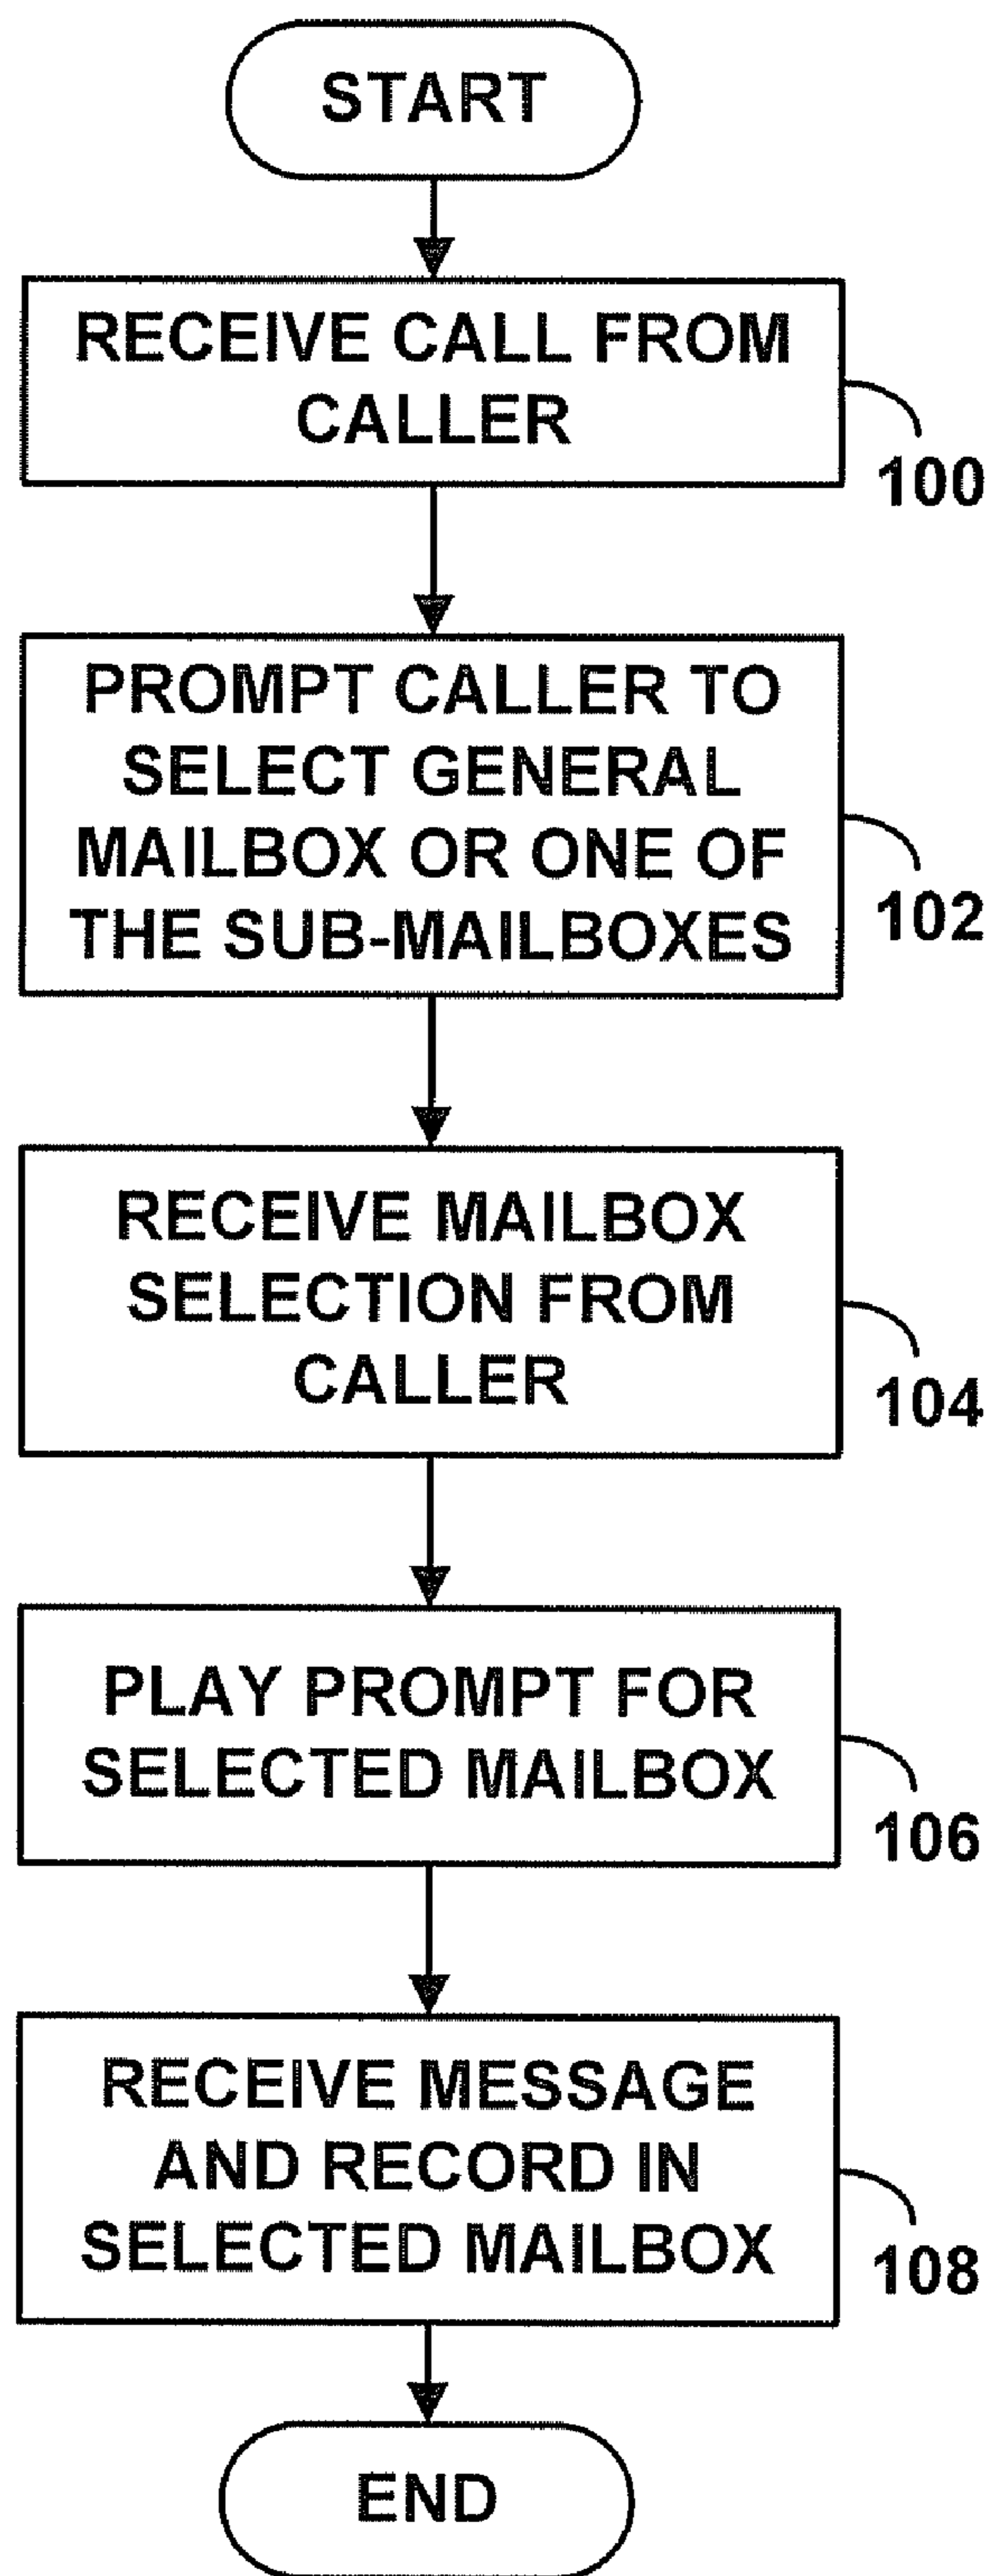 START
RECEIVE CALL FROM
CALLER
100
PROMPT CALLER TO
SELECT GENERAL
MAILBOX OR ONE OF
THE SUB-MAILBOXES
102
RECEIVE MAILBOX
SELECTION FROM
CALLER
104
PLAY PROMPT FOR
SELECTED MAILBOX
106
RECEIVE MESSAGE
AND RECORD IN
SELECTED MAILBOX
108
END